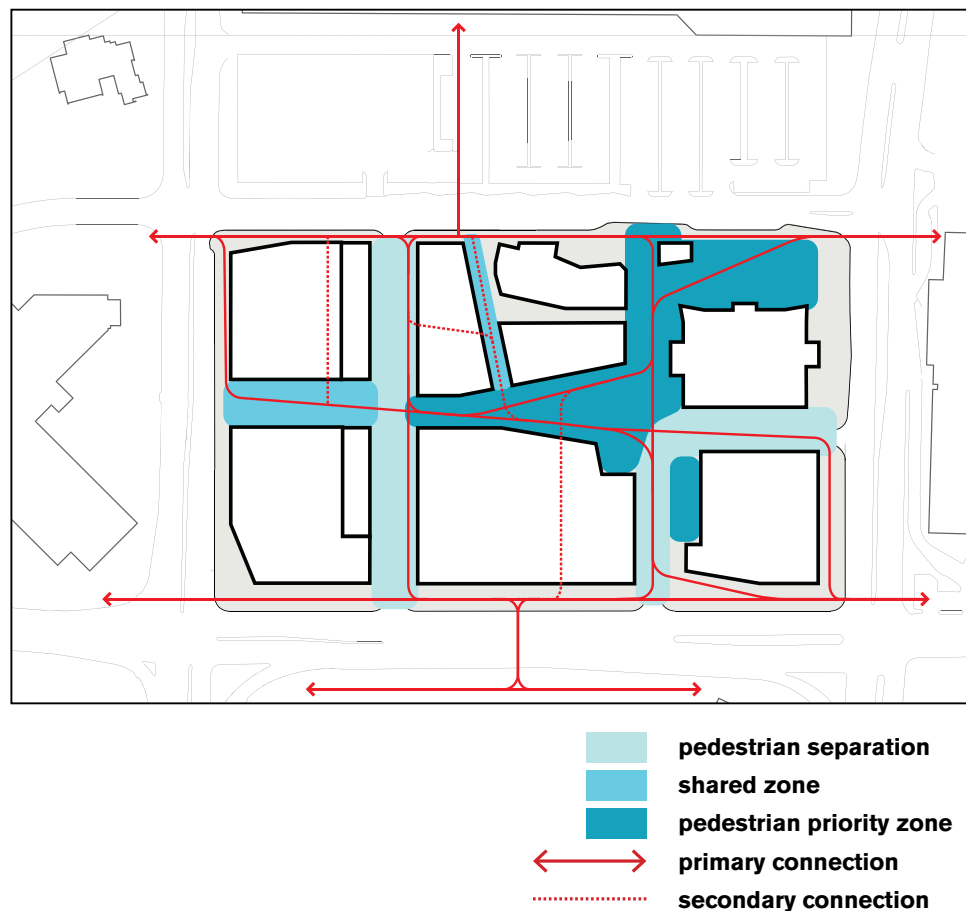 pedestrian separation
shared zone
pedestrian priority zone
primary connection
secondary connection